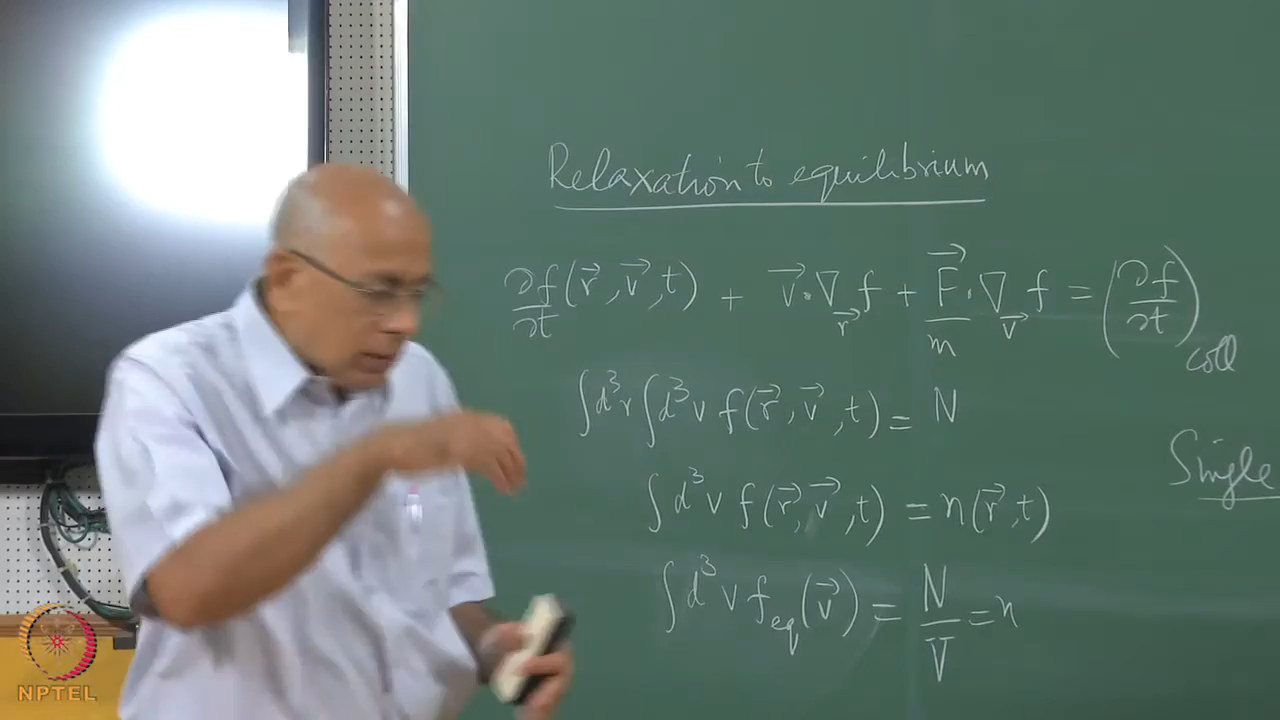 Relaxation to equilibrium
∂f/∂t (r⃗, v⃗, t) + v⃗·∇_r⃗ f + F⃗/m · ∇_v⃗ f = (∂f/∂t)_coll
∫d³r ∫d³v f(r⃗, v⃗, t) = N
Single
∫d³v f(r⃗, v⃗, t) = n(r⃗, t)
∫d³v f_eq(v⃗) = N/V = n
NPTEL